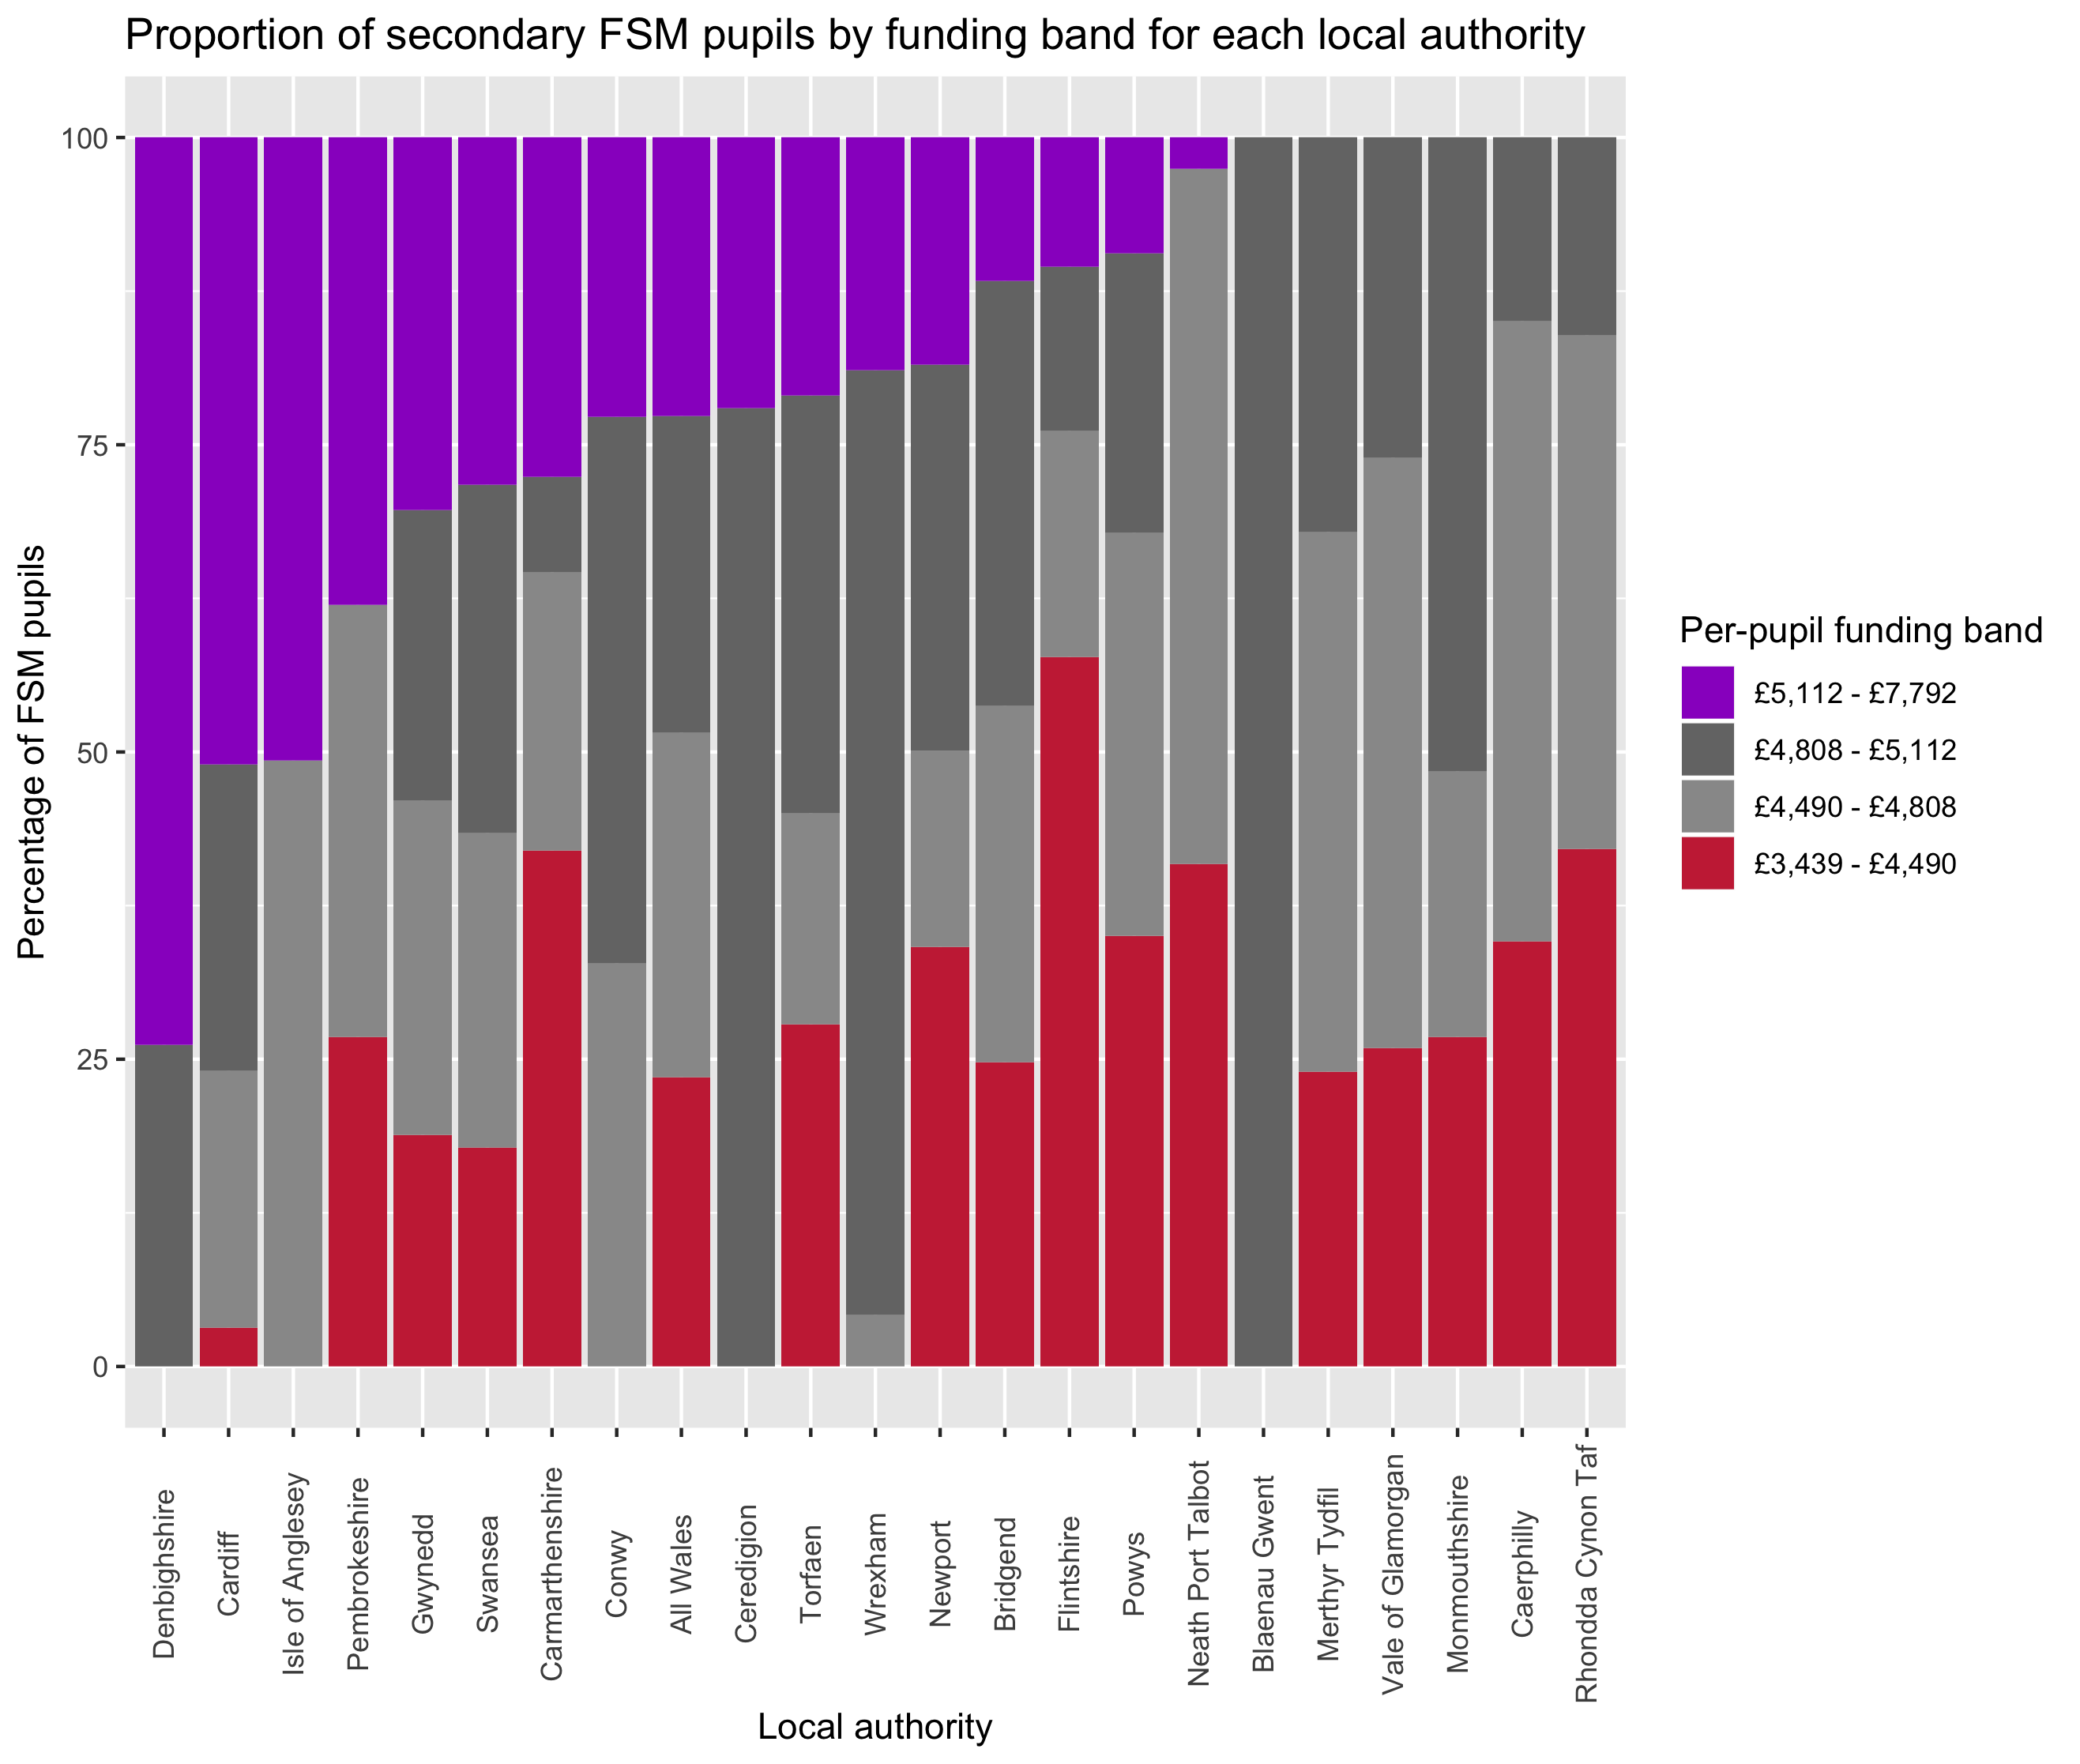 Proportion of secondary FSM pupils by funding band for each local authority
Percentage of FSM pupils
100
75
50
25
0
Denbighshire
Cardiff
Isle of Anglesey
Pembrokeshire
Gwynedd
Swansea
Carmarthenshire
Conwy
All Wales
Ceredigion
Torfaen
Wrexham
Newport
Bridgend
Flintshire
Powys
Neath Port Talbot
Blaenau Gwent
Merthyr Tydfil
Vale of Glamorgan
Monmouthshire
Caerphilly
Rhondda Cynon Taf
Local authority
Per-pupil funding band
£5,112 - £7,792
£4,808 - £5,112
£4,490 - £4,808
£3,439 - £4,490